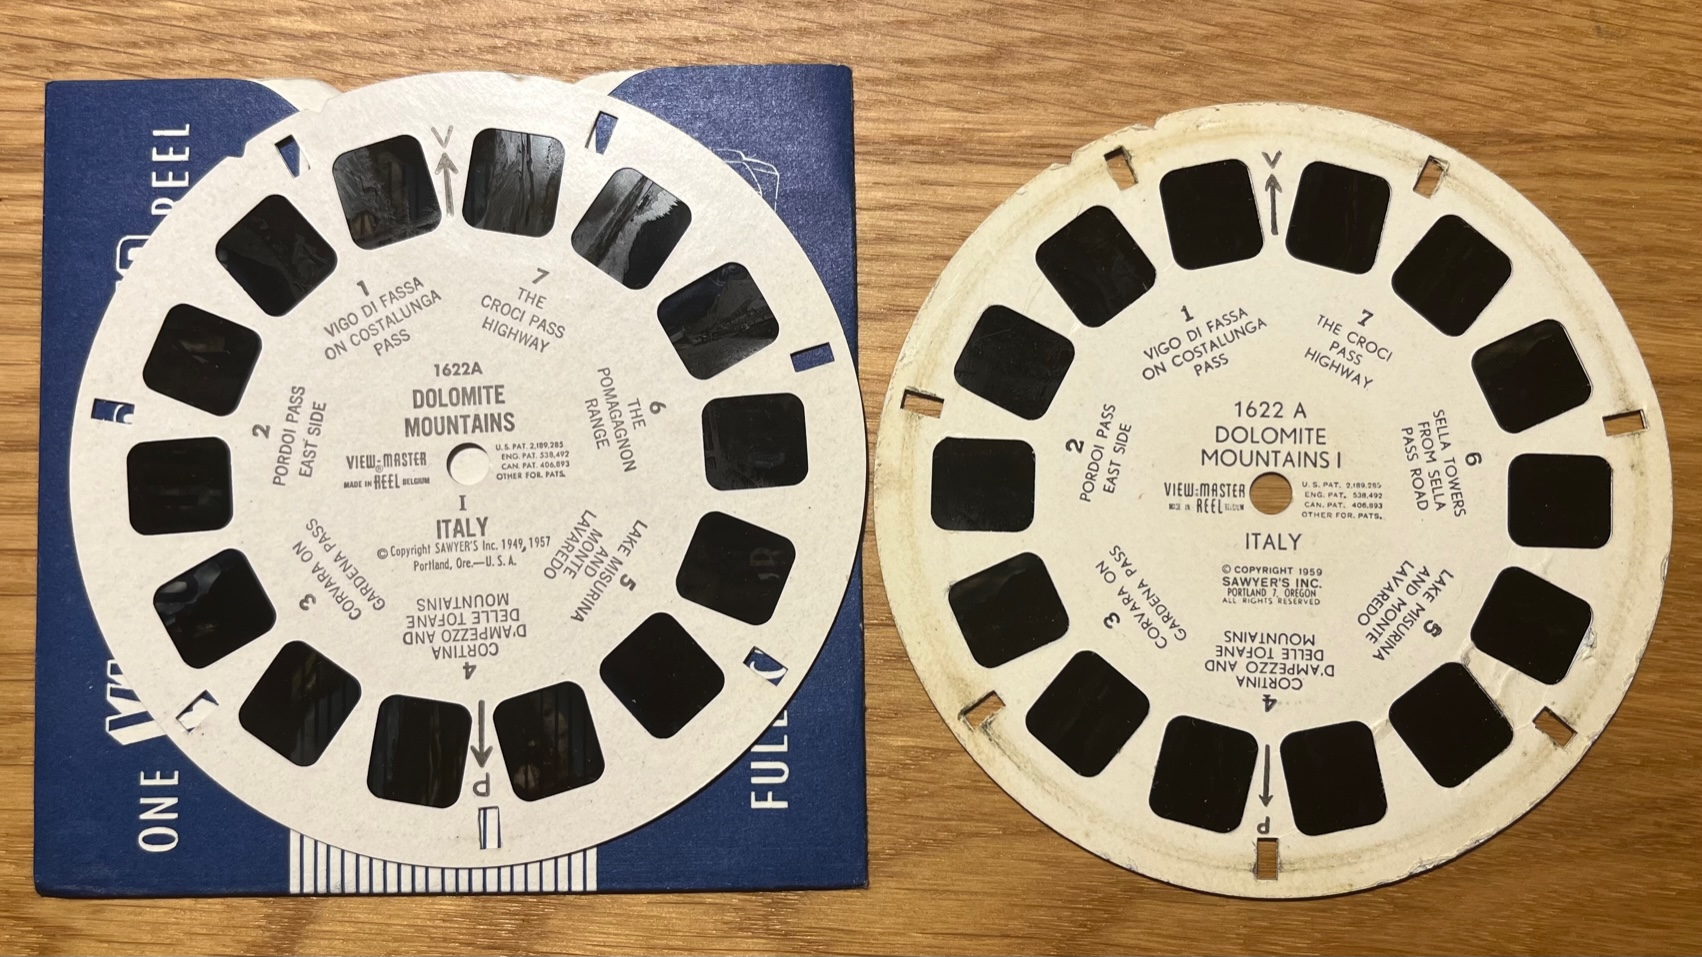 REEL
ONE
FULL
V
1
VIGO DI FASSA
ON COSTALUNGA
PASS
7
THE
CROCI PASS
HIGHWAY
2
PORDOI PASS
EAST SIDE
6
THE
POMAGAGNON
RANGE
1622A
DOLOMITE
MOUNTAINS
VIEW-MASTER
®
MADE IN REEL BELGIUM
U.S. PAT. 2,189,285
ENG. PAT. 538,492
CAN. PAT. 406,893
OTHER FOR. PATS.
I
ITALY
© Copyright SAWYER'S Inc. 1949, 1957
Portland, Ore.—U. S. A.
3
CORVARA ON
GARDENA PASS
5
LAKE MISURINA
AND
MONTE
LAVAREDO
4
CORTINA
D'AMPEZZO AND
DELLE TOFANE
MOUNTAINS
P
V
1
VIGO DI FASSA
ON COSTALUNGA
PASS
7
THE CROCI
PASS
HIGHWAY
2
PORDOI PASS
EAST SIDE
6
SELLA TOWERS
FROM SELLA
PASS ROAD
1622 A
DOLOMITE
MOUNTAINS I
VIEW-MASTER
MADE IN REEL BELGIUM
U.S. PAT. 2,189,285
ENG. PAT. 538,492
CAN. PAT. 406,893
OTHER FOR. PATS.
ITALY
© COPYRIGHT 1959
SAWYER'S INC.
PORTLAND 7, OREGON
ALL RIGHTS RESERVED
3
CORVARA ON
GARDENA PASS
5
LAKE MISURINA
AND MONTE
LAVAREDO
4
CORTINA
D'AMPEZZO AND
DELLE TOFANE
MOUNTAINS
P